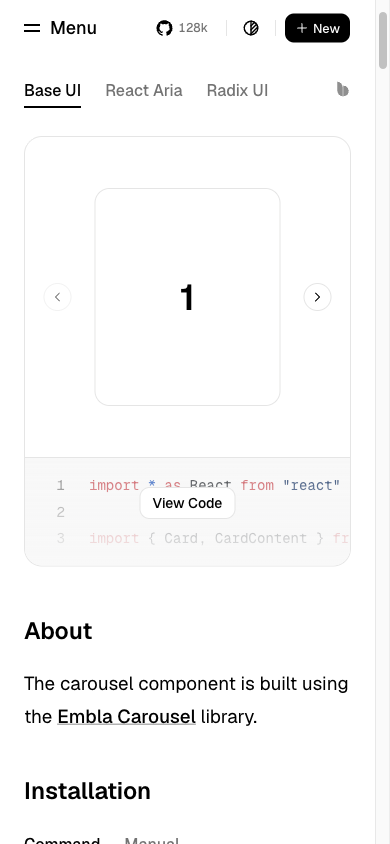 Menu
128k
New
Base UI
React Aria
Radix UI
1
1 import * as React from "react"
View Code
2
3 import { Card, CardContent } fr
About
The carousel component is built using
the Embla Carousel library.
Installation
Command
Manual